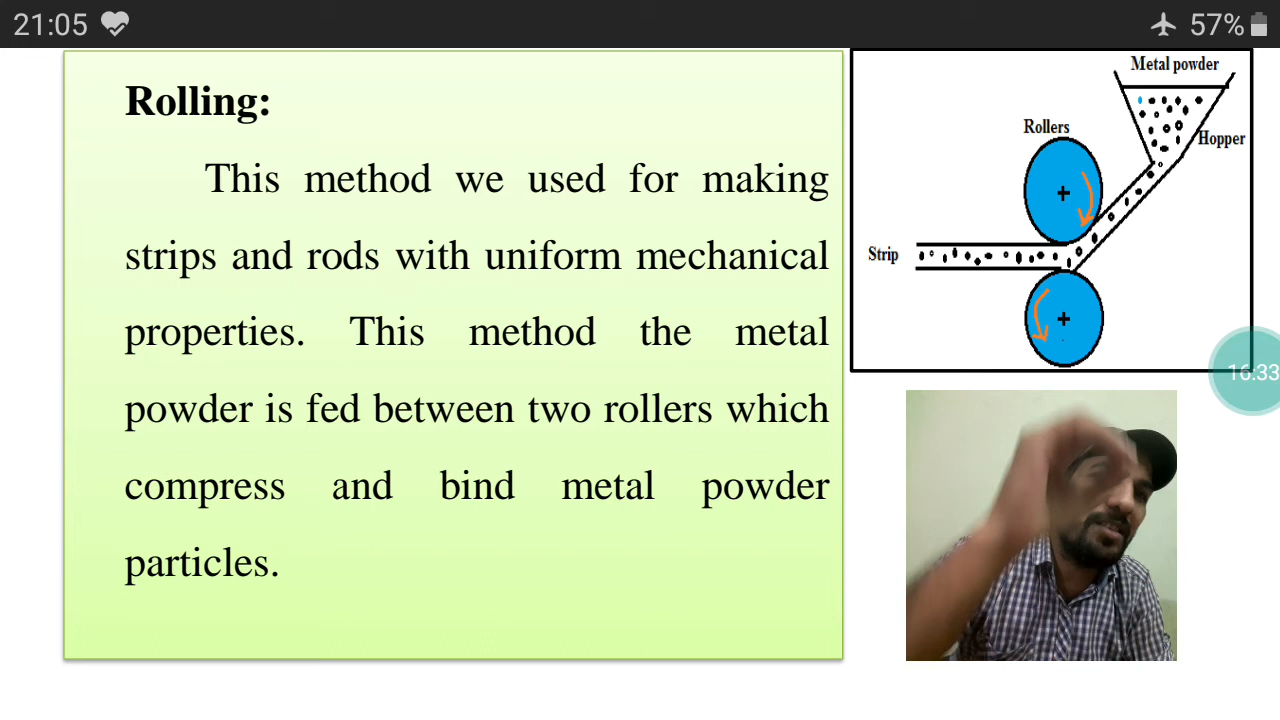 21:05
57%
Rolling:
This method we used for making
strips and rods with uniform mechanical
properties. This method the metal
powder is fed between two rollers which
compress and bind metal powder
particles.
Metal powder
Rollers
Hopper
+
Strip
+
16:33